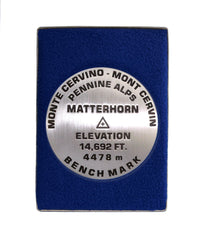 MONTE CERVINO - MONT CERVIN
PENNINE ALPS
MATTERHORN
ELEVATION
14,692 FT.
4478 m
BENCH MARK